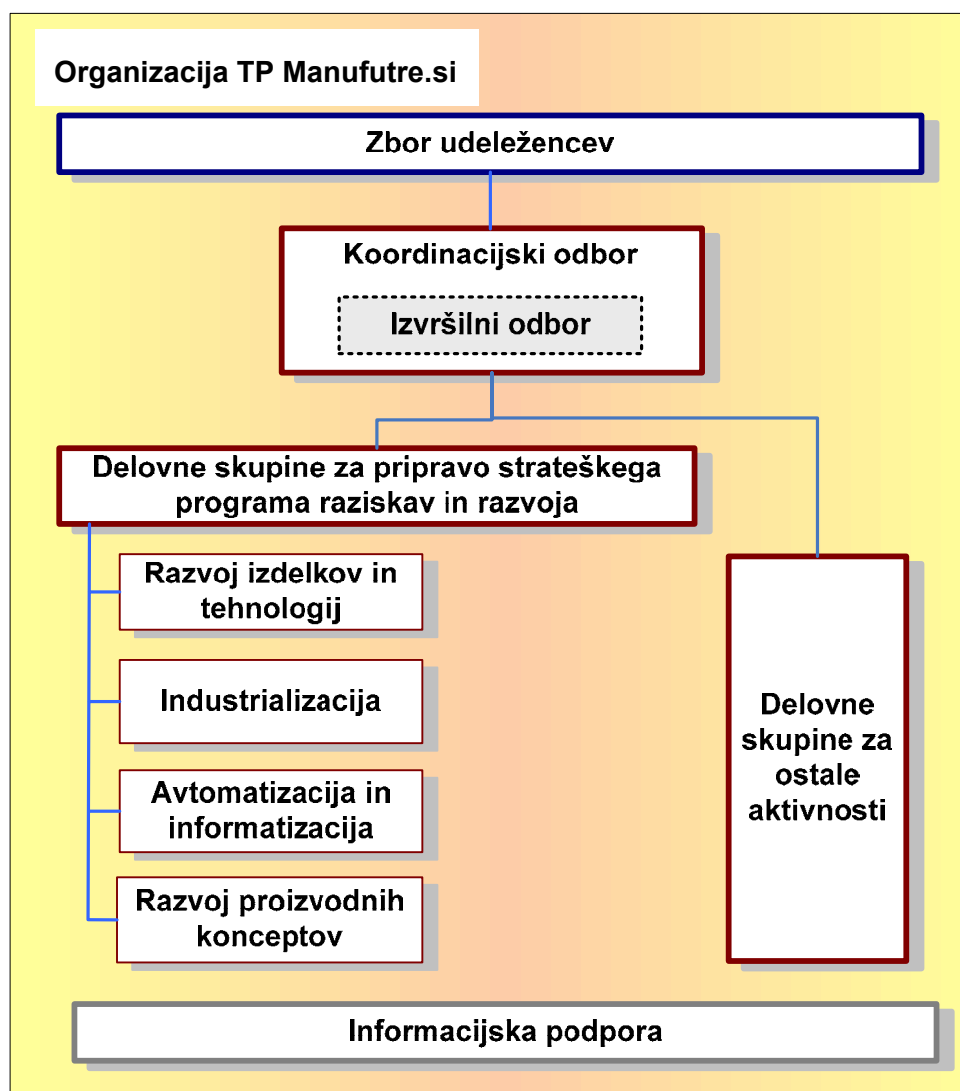 Organizacija TP Manufutre.si
Zbor udeležencev
Koordinacijski odbor
Izvršilni odbor
Delovne skupine za pripravo strateškega
programa raziskav in razvoja
Razvoj izdelkov in
tehnologij
Industrializacija
Avtomatizacija in
informatizacija
Razvoj proizvodnih
konceptov
Delovne
skupine za
ostale
aktivnosti
Informacijska podpora